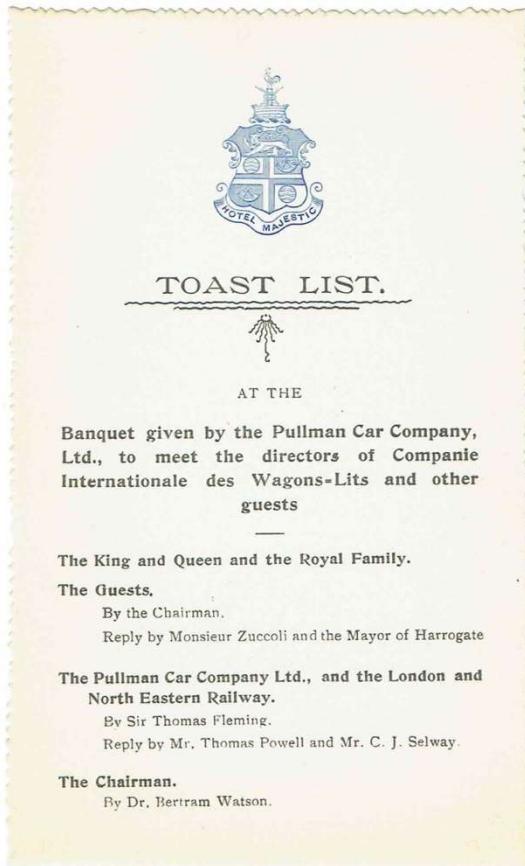 HOTEL MAJESTIC
TOAST LIST.
AT THE
Banquet given by the Pullman Car Company,
Ltd., to meet the directors of Companie
Internationale des Wagons-Lits and other
guests
The King and Queen and the Royal Family.
The Guests.
By the Chairman.
Reply by Monsieur Zuccoli and the Mayor of Harrogate
The Pullman Car Company Ltd., and the London and
North Eastern Railway.
By Sir Thomas Fleming.
Reply by Mr. Thomas Powell and Mr. C. J. Selway.
The Chairman.
By Dr. Bertram Watson.